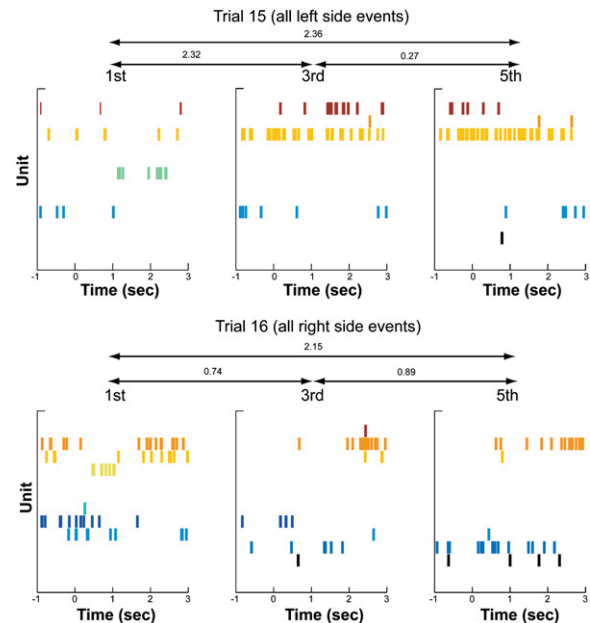 Trial 15 (all left side events)
2.36
2.32 0.27
1st 3rd 5th
Unit
-1 0 1 2 3 -1 0 1 2 3 -1 0 1 2 3
Time (sec) Time (sec) Time (sec)
Trial 16 (all right side events)
2.15
0.74 0.89
1st 3rd 5th
Unit
-1 0 1 2 3 -1 0 1 2 3 -1 0 1 2 3
Time (sec) Time (sec) Time (sec)